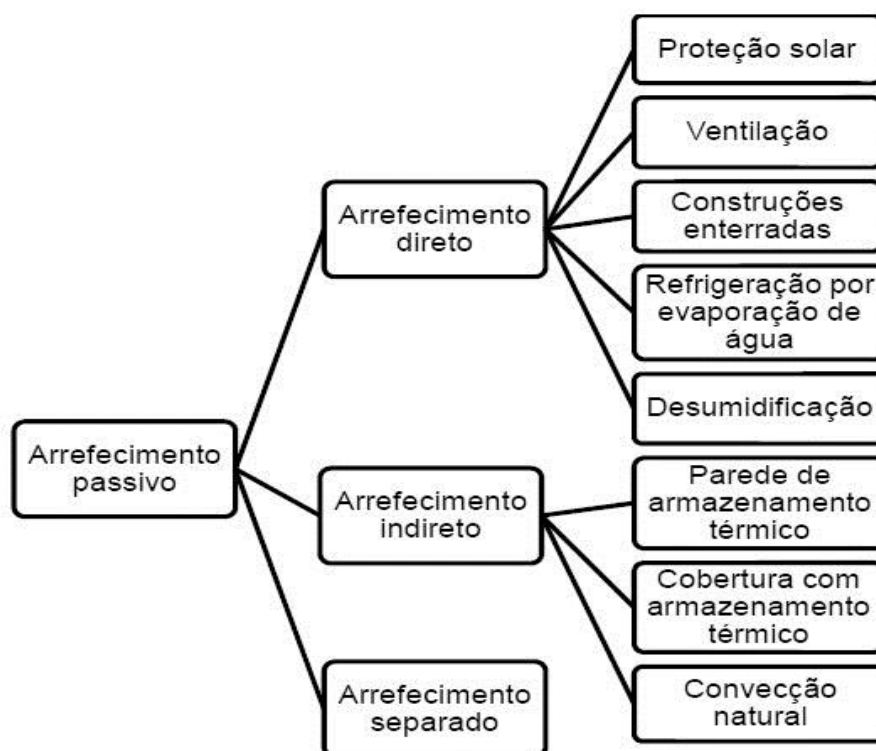 Arrefecimento
passivo
Arrefecimento
direto
Proteção solar
Ventilação
Construções
enterradas
Refrigeração por
evaporação de
água
Desumidificação
Arrefecimento
indireto
Parede de
armazenamento
térmico
Cobertura com
armazenamento
térmico
Convecção
natural
Arrefecimento
separado